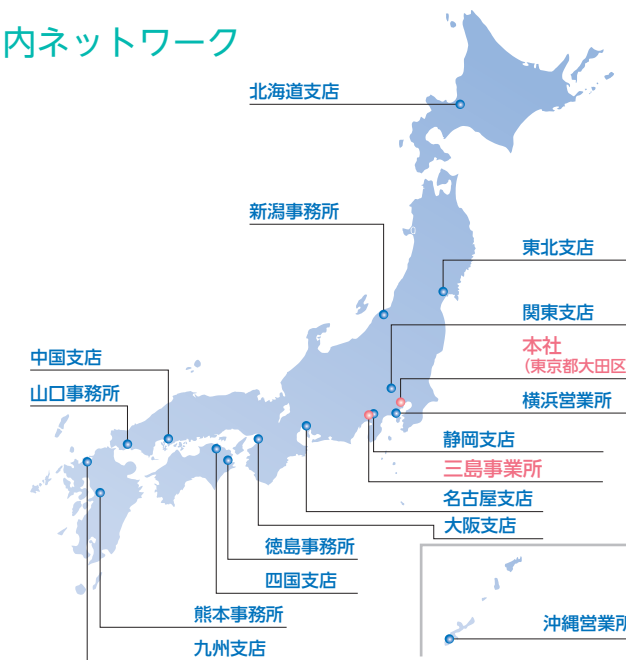 内ネットワーク
北海道支店
新潟事務所
東北支店
関東支店
中国支店
本社
(東京都大田区
山口事務所
横浜営業所
静岡支店
三島事業所
名古屋支店
大阪支店
徳島事務所
四国支店
熊本事務所
沖縄営業所
九州支店